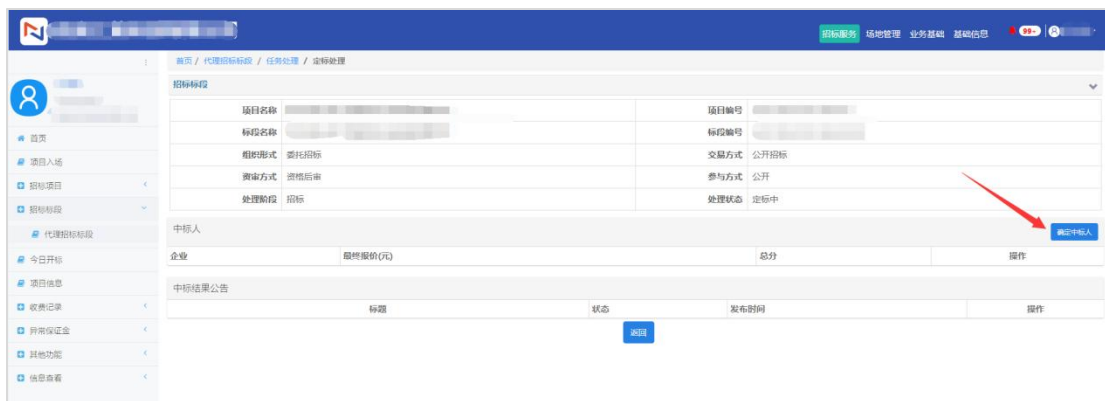 招标服务 场地管理 业务基础 基础信息 99+
首页 / 代理招标标段 / 任务处理 / 定标处理
招标标段
项目名称 项目编号
标段名称 标段编号
组织形式 委托招标 交易方式 公开招标
资审方式 资格后审 参与方式 公开
处理阶段 招标 处理状态 定标中
中标人 确定中标人
企业 最终报价(元) 总分 操作
中标结果公告
标题 状态 发布时间 操作
返回
首页
项目入场
招标项目
招标标段
代理招标标段
今日开标
项目信息
收费记录
异常保证金
其他功能
信息查看